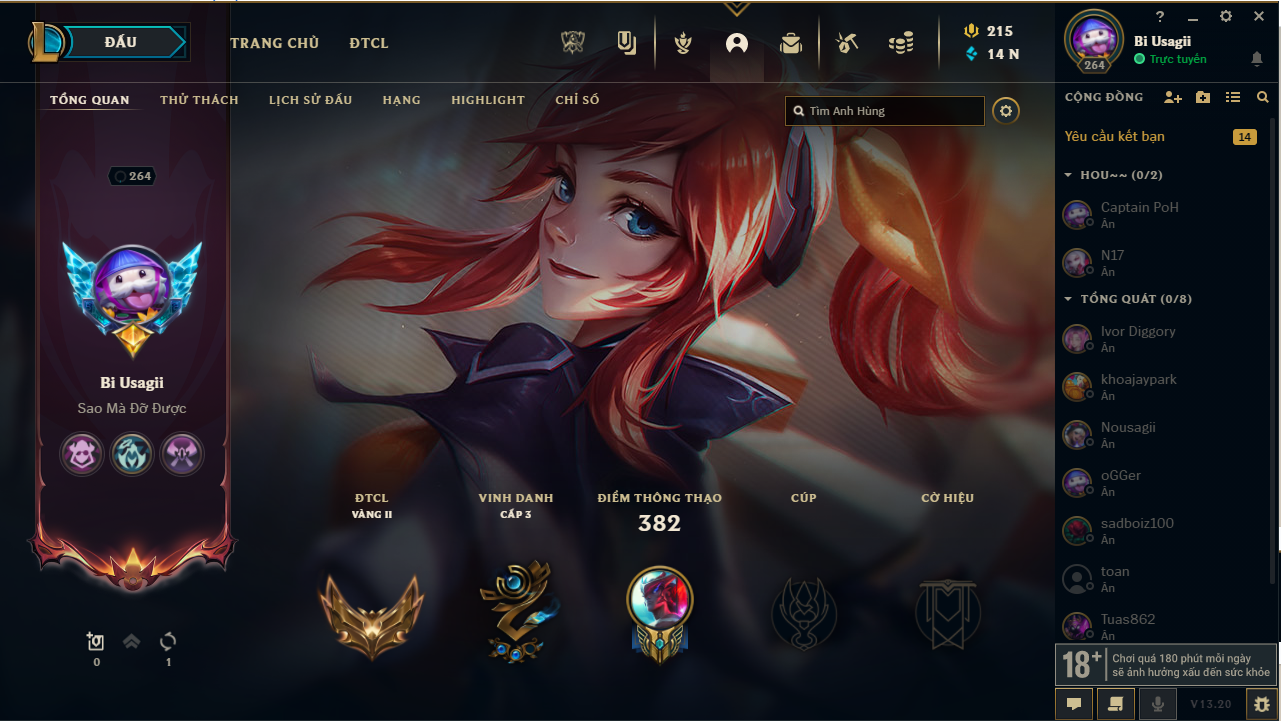 ĐẤU
TRANG CHỦ
ĐTCL
215
14 N
264
Bi Usagii
Trực tuyến
TỔNG QUAN
THỬ THÁCH
LỊCH SỬ ĐẤU
HẠNG
HIGHLIGHT
CHỈ SỐ
Tìm Anh Hùng
264
Bi Usagii
Sao Mà Đỡ Được
0
1
ĐTCL
VÀNG II
VINH DANH
CẤP 3
ĐIỂM THÔNG THẠO
382
CÚP
CỜ HIỆU
CỘNG ĐỒNG
Yêu cầu kết bạn
14
HOU~~ (0/2)
Captain PoH
Ẩn
N17
Ẩn
TỔNG QUÁT (0/8)
Ivor Diggory
Ẩn
khoajaypark
Ẩn
Nousagii
Ẩn
oGGer
Ẩn
sadboiz100
Ẩn
toan
Ẩn
Tuas862
Ẩn
18+
Chơi quá 180 phút mỗi ngày
sẽ ảnh hưởng xấu đến sức khỏe
V13.20